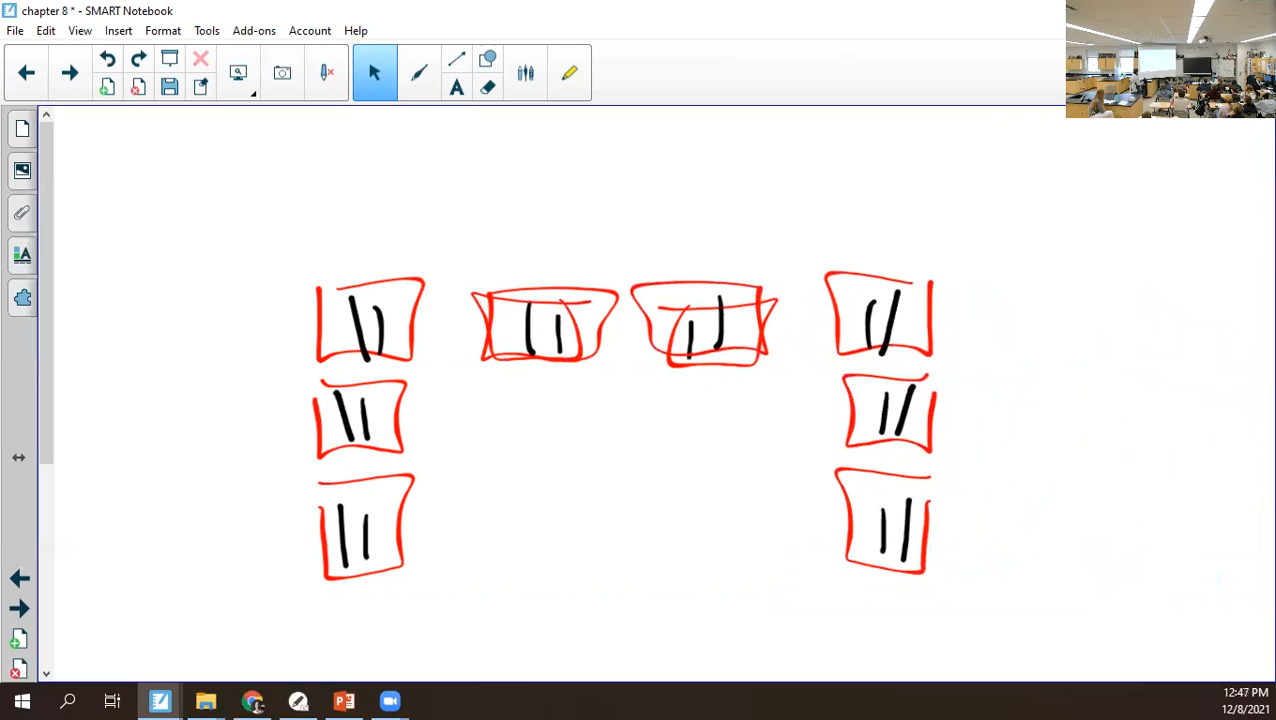 chapter 8 * - SMART Notebook
File Edit View Insert Format Tools Add-ons Account Help
12:47 PM
12/8/2021